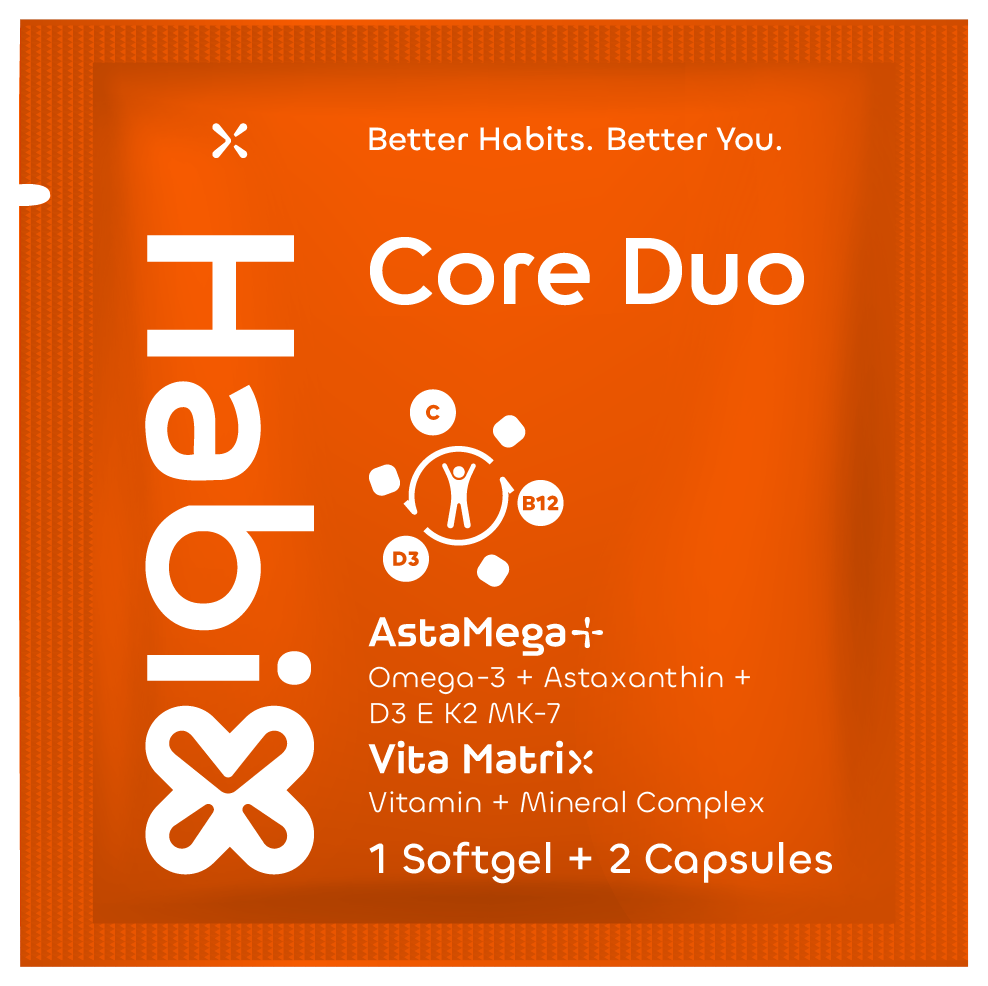 Better Habits. Better You.
Habix
Core Duo
C
B12
D3
AstaMega+
Omega-3 + Astaxanthin +
D3 E K2 MK-7
Vita Matrix
Vitamin + Mineral Complex
1 Softgel + 2 Capsules